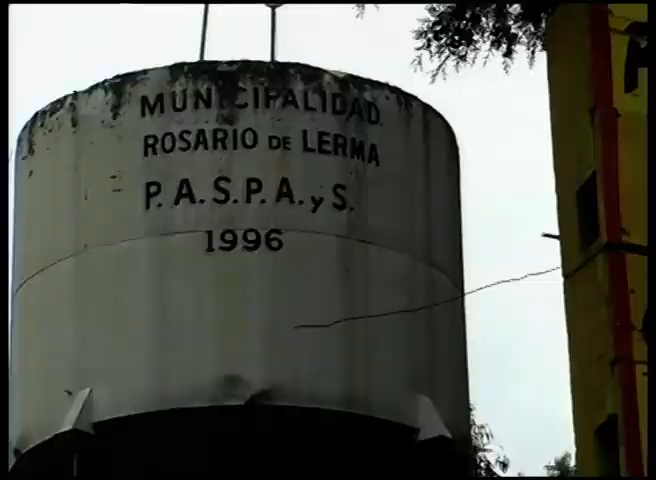 MUNICIPALIDAD
ROSARIO DE LERMA
P.A.S.P.A. y S.
1996